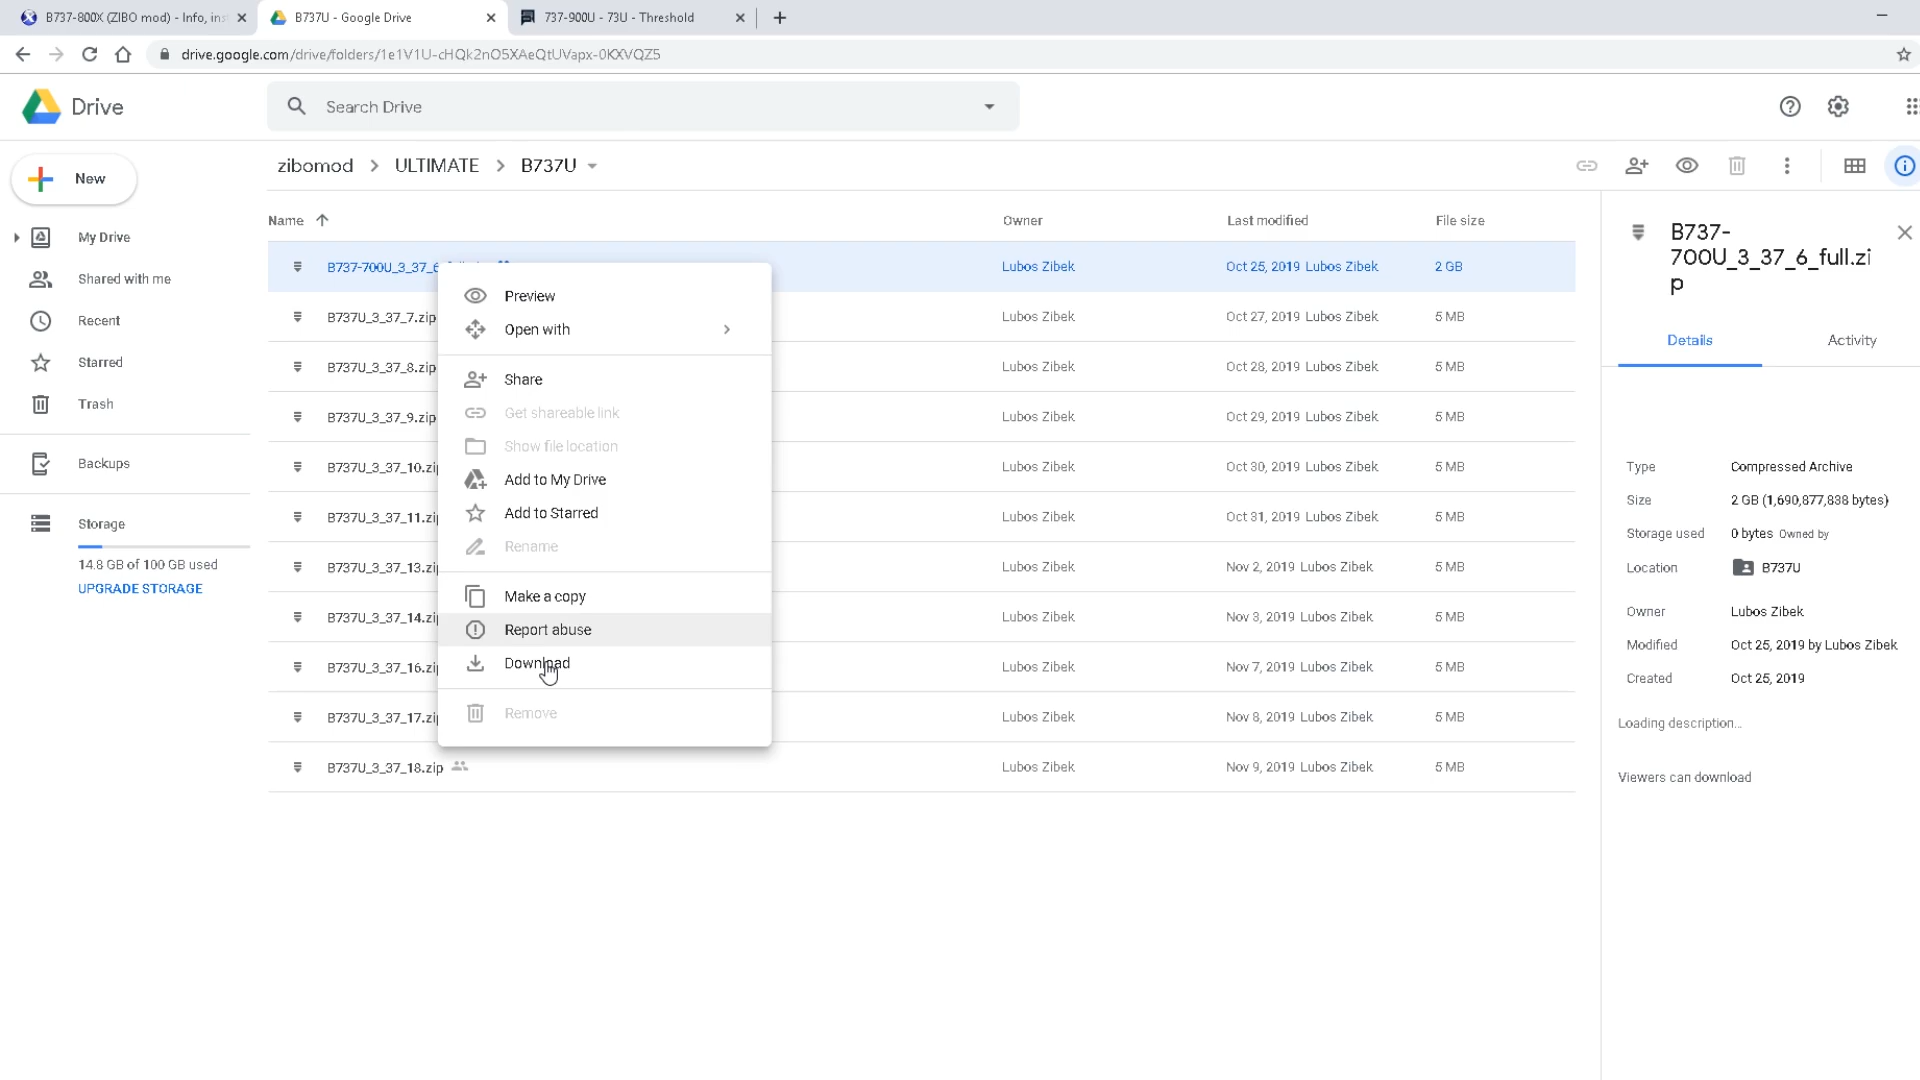 B737-800X (ZIBO mod) - Info, ins
B737U - Google Drive
737-900U - 73U - Threshold
drive.google.com/drive/folders/1e1V1U-cHQk2nO5XAeQtUVapx-0KXVQZ5
Drive
Search Drive
New
zibomod > ULTIMATE > B737U
Name
Owner
Last modified
File size
My Drive
Shared with me
Recent
Starred
Trash
Backups
Storage
14.8 GB of 100 GB used
UPGRADE STORAGE
B737-700U_3_37_6 Lubos Zibek Oct 25, 2019 Lubos Zibek 2 GB
B737U_3_37_7.zip Lubos Zibek Oct 27, 2019 Lubos Zibek 5 MB
B737U_3_37_8.zip Lubos Zibek Oct 28, 2019 Lubos Zibek 5 MB
B737U_3_37_9.zip Lubos Zibek Oct 29, 2019 Lubos Zibek 5 MB
B737U_3_37_10.zi Lubos Zibek Oct 30, 2019 Lubos Zibek 5 MB
B737U_3_37_11.zi Lubos Zibek Oct 31, 2019 Lubos Zibek 5 MB
B737U_3_37_13.zi Lubos Zibek Nov 2, 2019 Lubos Zibek 5 MB
B737U_3_37_14.zi Lubos Zibek Nov 3, 2019 Lubos Zibek 5 MB
B737U_3_37_16.zi Lubos Zibek Nov 7, 2019 Lubos Zibek 5 MB
B737U_3_37_17.zi Lubos Zibek Nov 8, 2019 Lubos Zibek 5 MB
B737U_3_37_18.zip Lubos Zibek Nov 9, 2019 Lubos Zibek 5 MB
Preview
Open with
Share
Get shareable link
Show file location
Add to My Drive
Add to Starred
Rename
Make a copy
Report abuse
Download
Remove
B737-
700U_3_37_6_full.zi
p
Details
Activity
Type Compressed Archive
Size 2 GB (1,690,877,838 bytes)
Storage used 0 bytes Owned by
Location B737U
Owner Lubos Zibek
Modified Oct 25, 2019 by Lubos Zibek
Created Oct 25, 2019
Loading description...
Viewers can download